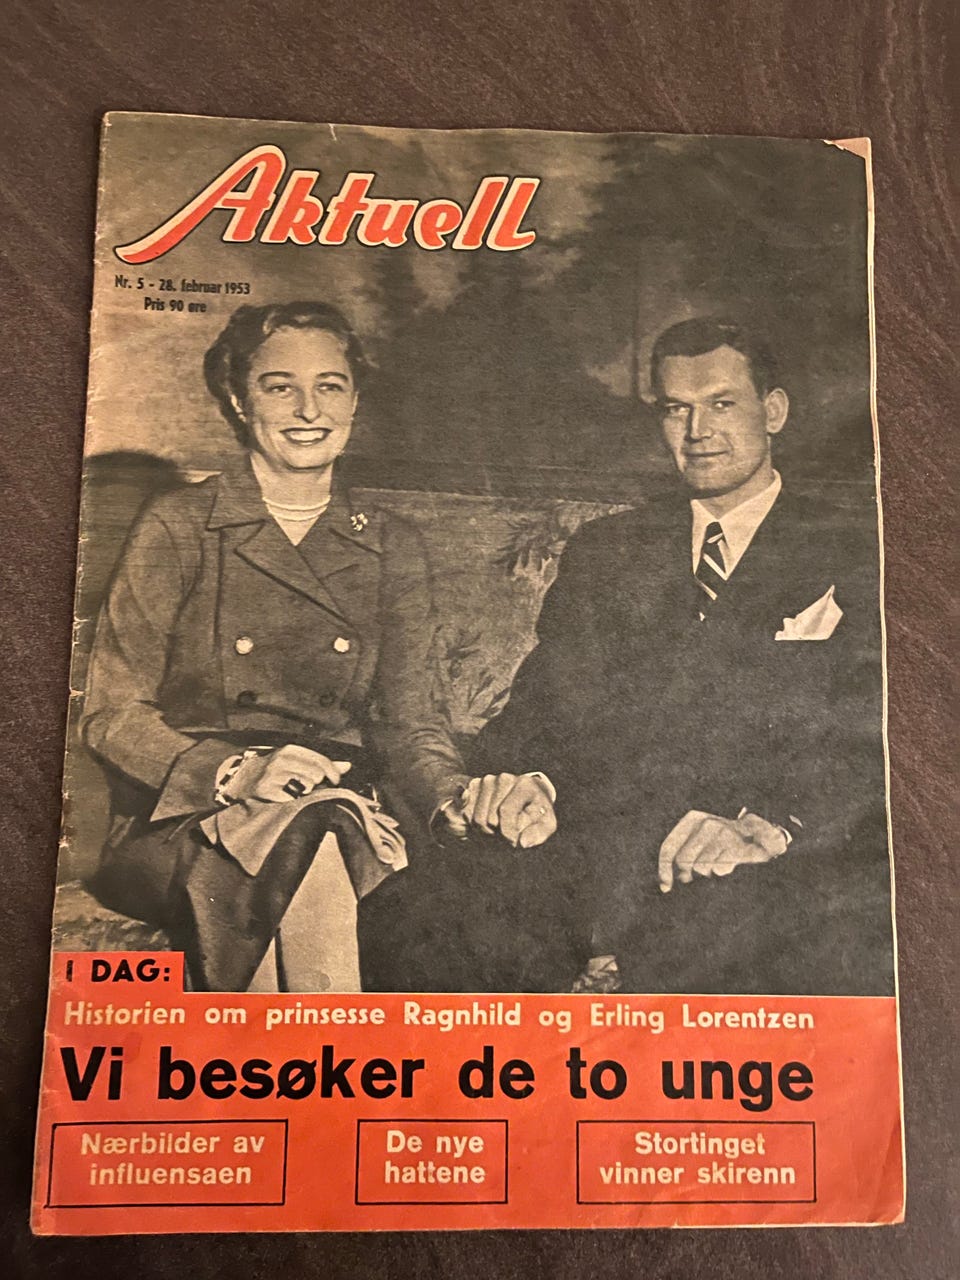 Aktuell
Nr. 5 - 28. februar 1953
Pris 90 øre
I DAG:
Historien om prinsesse Ragnhild og Erling Lorentzen
Vi besøker de to unge
Nærbilder av
influensaen
De nye
hattene
Stortinget
vinner skirenn